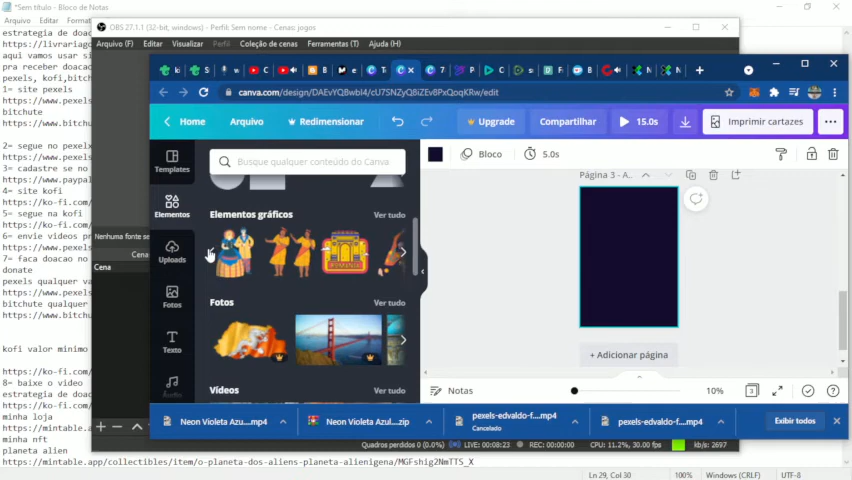 *Sem título - Bloco de Notas
Arquivo Editar Format
estrategia de doac
https://livrariago
aqui vamos usar si
pra receber doacao
pexels, kofi,bitchute
1= site pexels
https://www.pexels
bitchute
https://www.bitchu
2= segue no pexelx
https://www.pexels
3= cadastre se no
https://www.paypal
4= site kofi
https://ko-fi.com/
5= segue na kofi
https://ko-fi.com/
6= envie videos pr
https://www.pexels
7= faca doacao no
donate
pexels qualquer va
https://www.pexels
bitchute qualquer
https://www.bitchu
kofi valor minimo
https://ko-fi.com/
8= baixe o video
estrategia de doac
https://ko-fi.com/
minha loja
https://mintable.a
minha nft
planeta alien
https://mintable.app/collectibles/item/o-planeta-dos-aliens-planeta-alienigena/MGFshig2NmTTS_X
Ln 29, Col 30 100% Windows (CRLF) UTF-8
OBS 27.1.1 (32-bit, windows) - Perfil: Sem nome - Cenas: jogos
Arquivo (F) Editar Visualizar Perfil Coleção de cenas Ferramentas (T) Ajuda (H)
Nenhuma fonte se
Cena
Cena
Quadros perdidos 0 (0.0%) LIVE: 00:08:23 REC: 00:00:00 CPU: 11.2%, 30.00 fps kb/s: 2697
canva.com/design/DAEvYQBwbI4/cU7SNZyQ8iZEv8PxQoqKRw/edit
Home Arquivo Redimensionar Upgrade Compartilhar 15.0s Imprimir cartazes
Templates
Elementos
Uploads
Fotos
Texto
Áudio
Busque qualquer conteúdo do Canva
Elementos gráficos Ver tudo
Fotos Ver tudo
Vídeos Ver tudo
Bloco 5.0s
Página 3 - A...
+ Adicionar página
Notas 10% 3
Neon Violeta Azu....mp4
Neon Violeta Azul....zip
pexels-edvaldo-f....mp4
Cancelado
pexels-edvaldo-f....mp4
Exibir todos